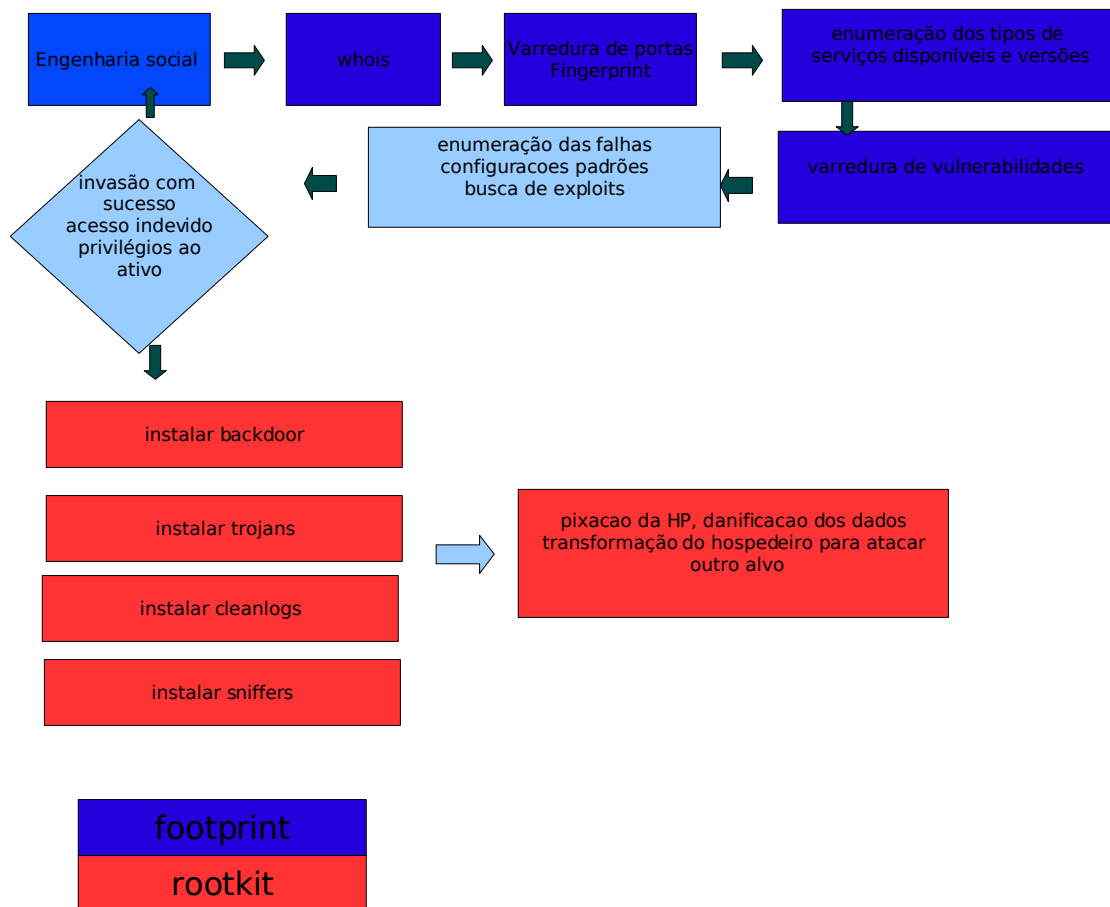 Engenharia social
whois
Varredura de portas
Fingerprint
enumeração dos tipos de
serviços disponíveis e versões
varredura de vulnerabilidades
enumeração das falhas
configuracoes padrões
busca de exploits
invasão com
sucesso
acesso indevido
privilégios ao
ativo
instalar backdoor
instalar trojans
instalar cleanlogs
instalar sniffers
pixacao da HP, danificacao dos dados
transformação do hospedeiro para atacar
outro alvo
footprint
rootkit